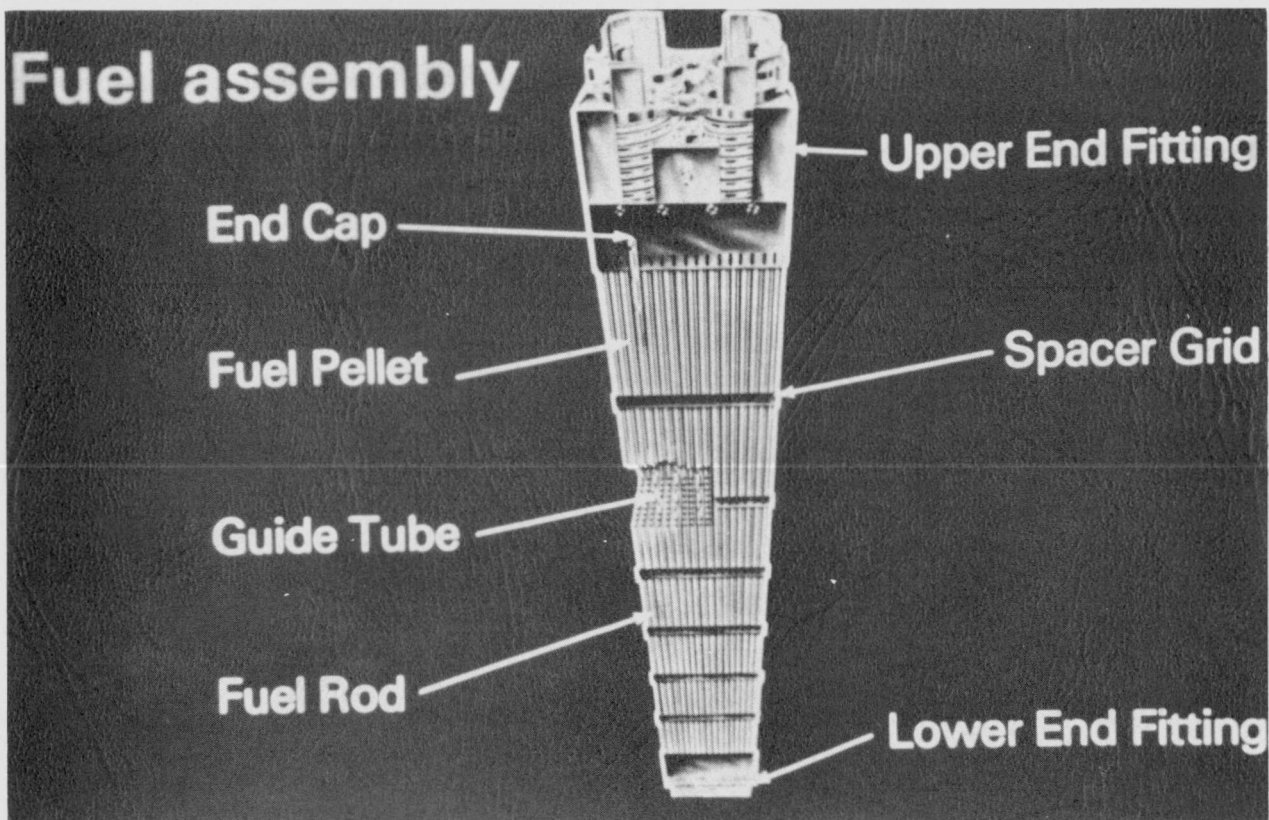 Fuel assembly
Upper End Fitting
End Cap
Spacer Grid
Fuel Pellet
Guide Tube
Fuel Rod
Lower End Fitting